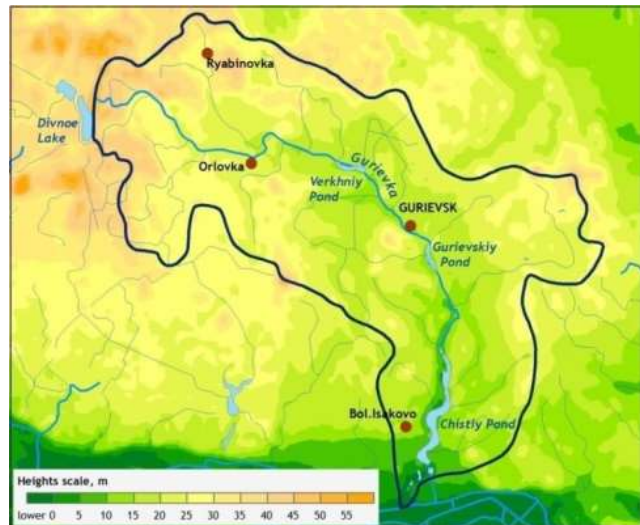 Ryabinovka
Divnoe
Lake
Orlovka
Verkhniy
Pond
Gurievka
GURIEVSK
Gurievskiy
Pond
Bol.Isakovo
Chistiy Pond
Heights scale, m
lower 0 5 10 15 20 25 30 35 40 45 50 55